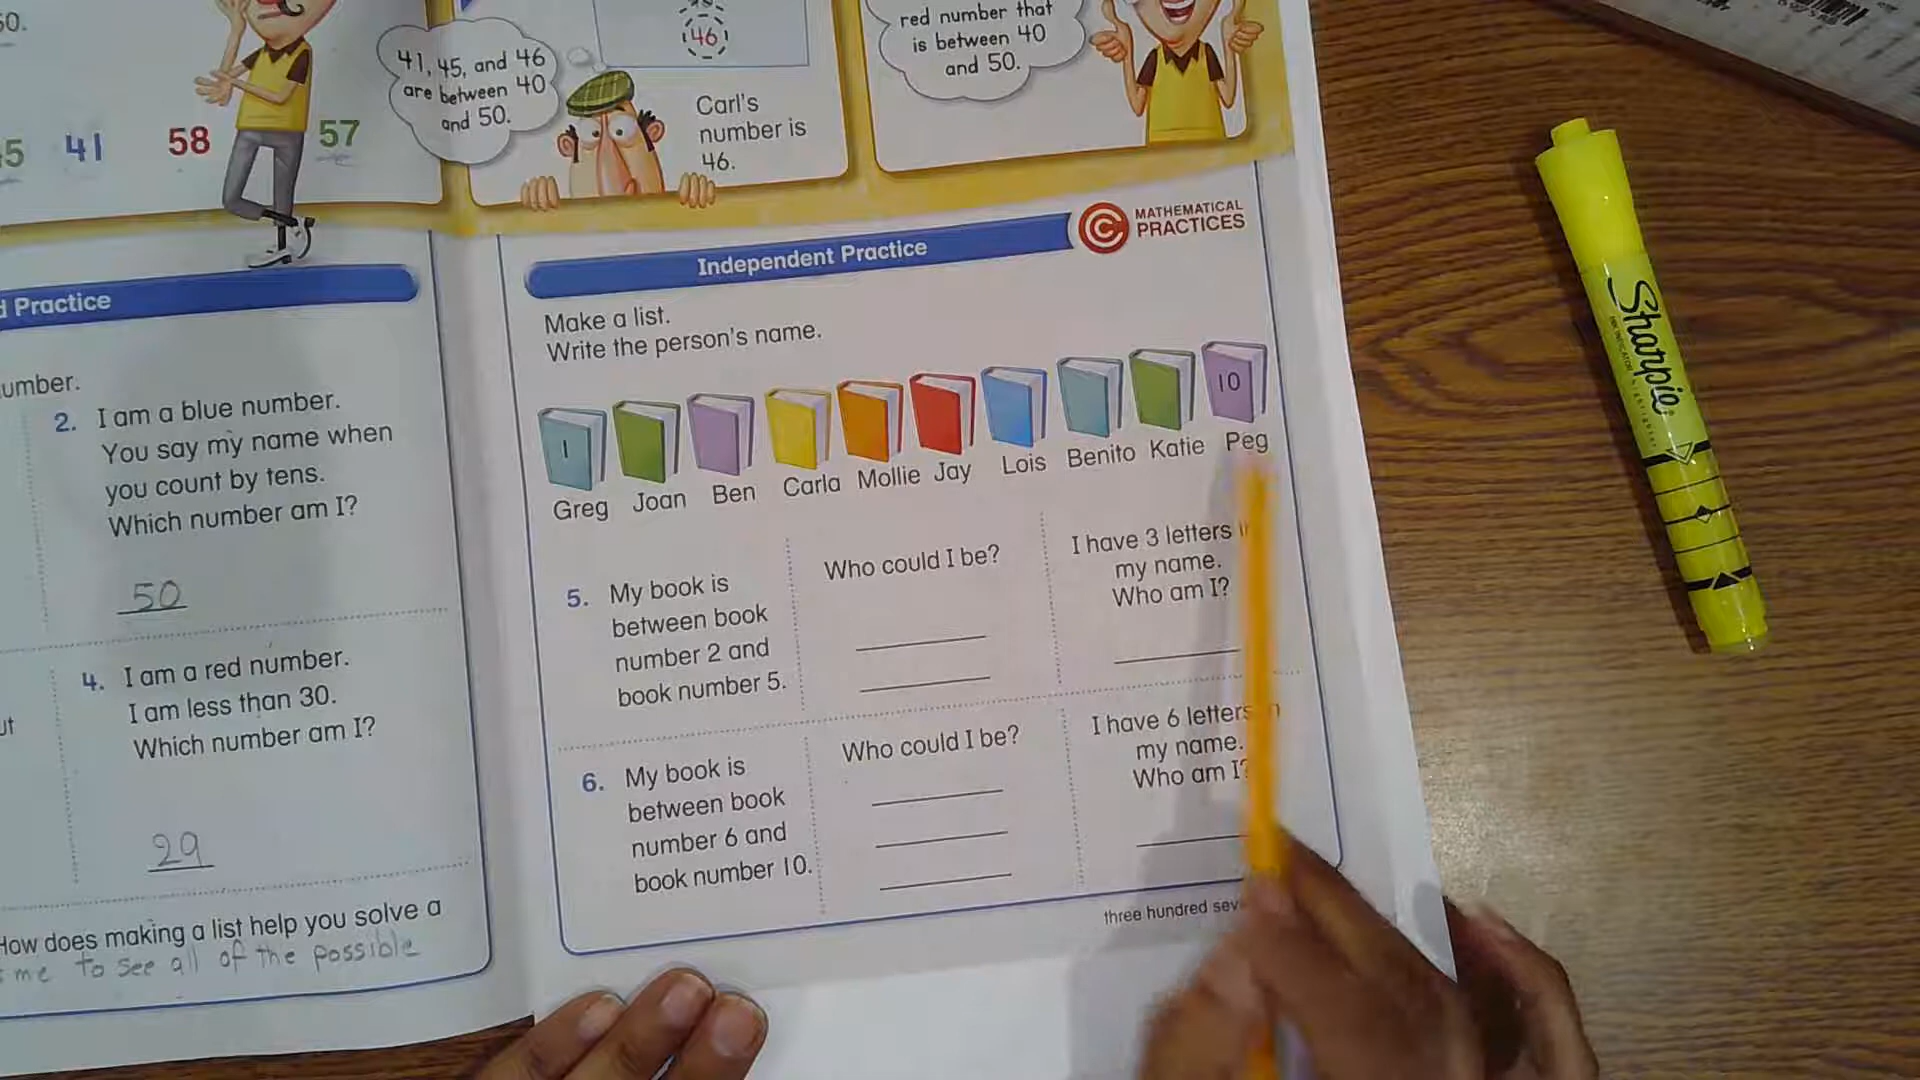 50.
41
58
57
41, 45, and 46
are between 40
and 50.
46
Carl's
number is
46.
red number that
is between 40
and 50.
Practice
umber.
2. I am a blue number.
You say my name when
you count by tens.
Which number am I?
50
4. I am a red number.
I am less than 30.
Which number am I?
29
How does making a list help you solve a
me to see all of the possible
MATHEMATICAL
PRACTICES
Independent Practice
Make a list.
Write the person's name.
1
10
Greg Joan Ben Carla Mollie Jay Lois Benito Katie Peg
5. My book is
between book
number 2 and
book number 5.
Who could I be?
I have 3 letters
my name.
Who am I?
6. My book is
between book
number 6 and
book number 10.
Who could I be?
I have 6 letters
my name.
Who am I?
three hundred
Sharpie